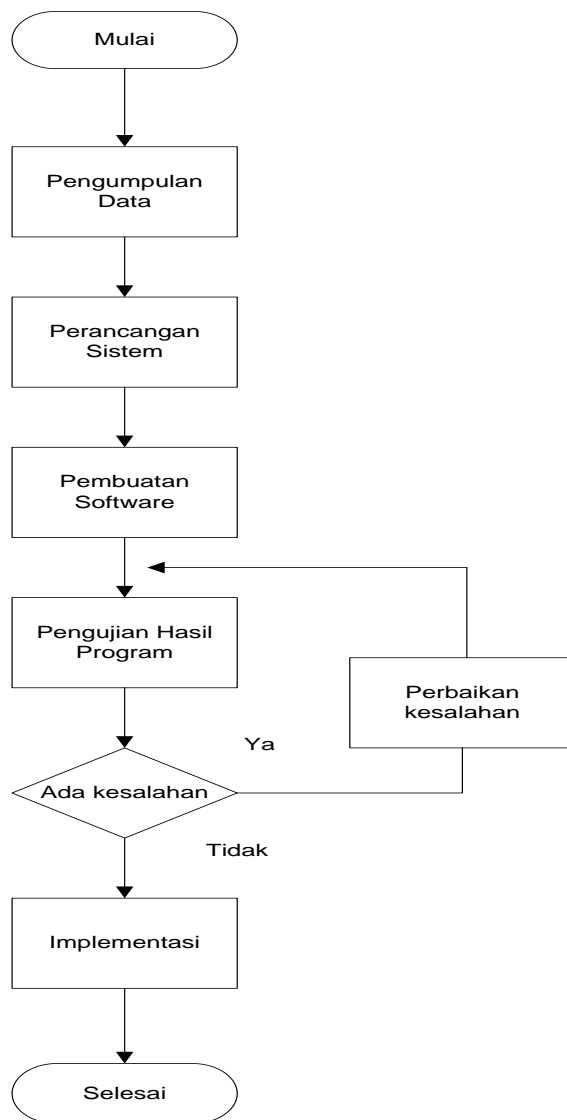 Mulai
Pengumpulan
Data
Perancangan
Sistem
Pembuatan
Software
Pengujian Hasil
Program
Perbaikan
kesalahan
Ya
Ada kesalahan
Tidak
Implementasi
Selesai